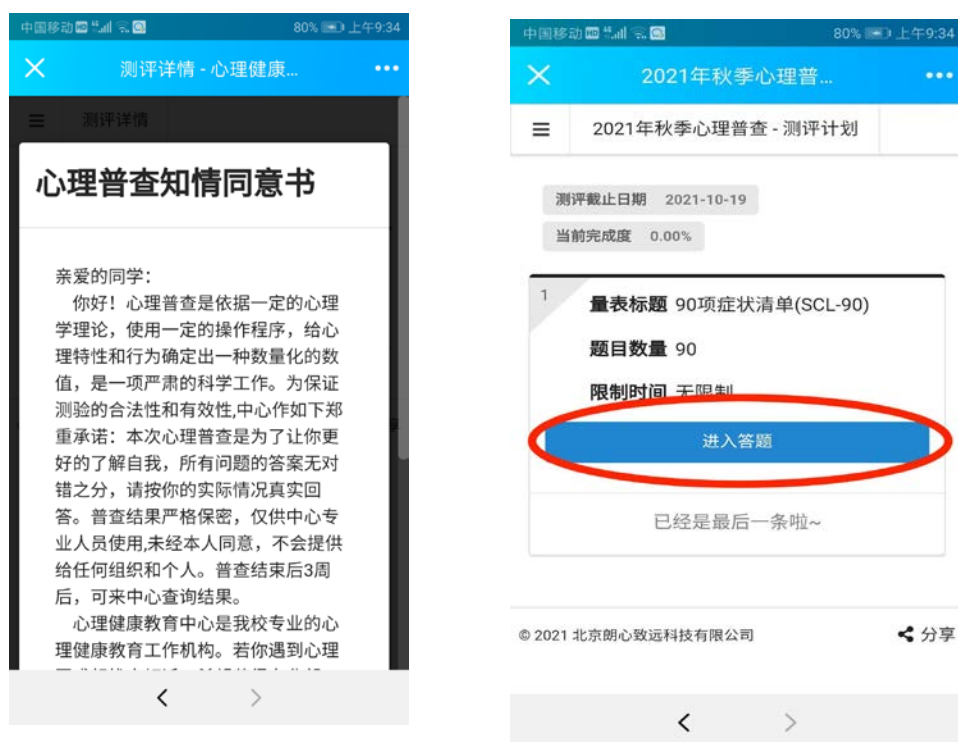 中国移动 HD 80% 上午9:34
测评详情 - 心理健康...
测评详情
心理普查知情同意书
亲爱的同学：
你好！心理普查是依据一定的心理
学理论，使用一定的操作程序，给心
理特性和行为确定出一种数量化的数
值，是一项严肃的科学工作。为保证
测验的合法性和有效性,中心作如下郑
重承诺：本次心理普查是为了让你更
好的了解自我，所有问题的答案无对
错之分，请按你的实际情况真实回
答。普查结果严格保密，仅供中心专
业人员使用,未经本人同意，不会提供
给任何组织和个人。普查结束后3周
后，可来中心查询结果。
心理健康教育中心是我校专业的心
理健康教育工作机构。若你遇到心理
中国移动 HD 80% 上午9:34
2021年秋季心理普...
2021年秋季心理普查 - 测评计划
测评截止日期 2021-10-19
当前完成度 0.00%
1
量表标题 90项症状清单(SCL-90)
题目数量 90
限制时间 无限制
进入答题
已经是最后一条啦~
© 2021 北京朗心致远科技有限公司 分享